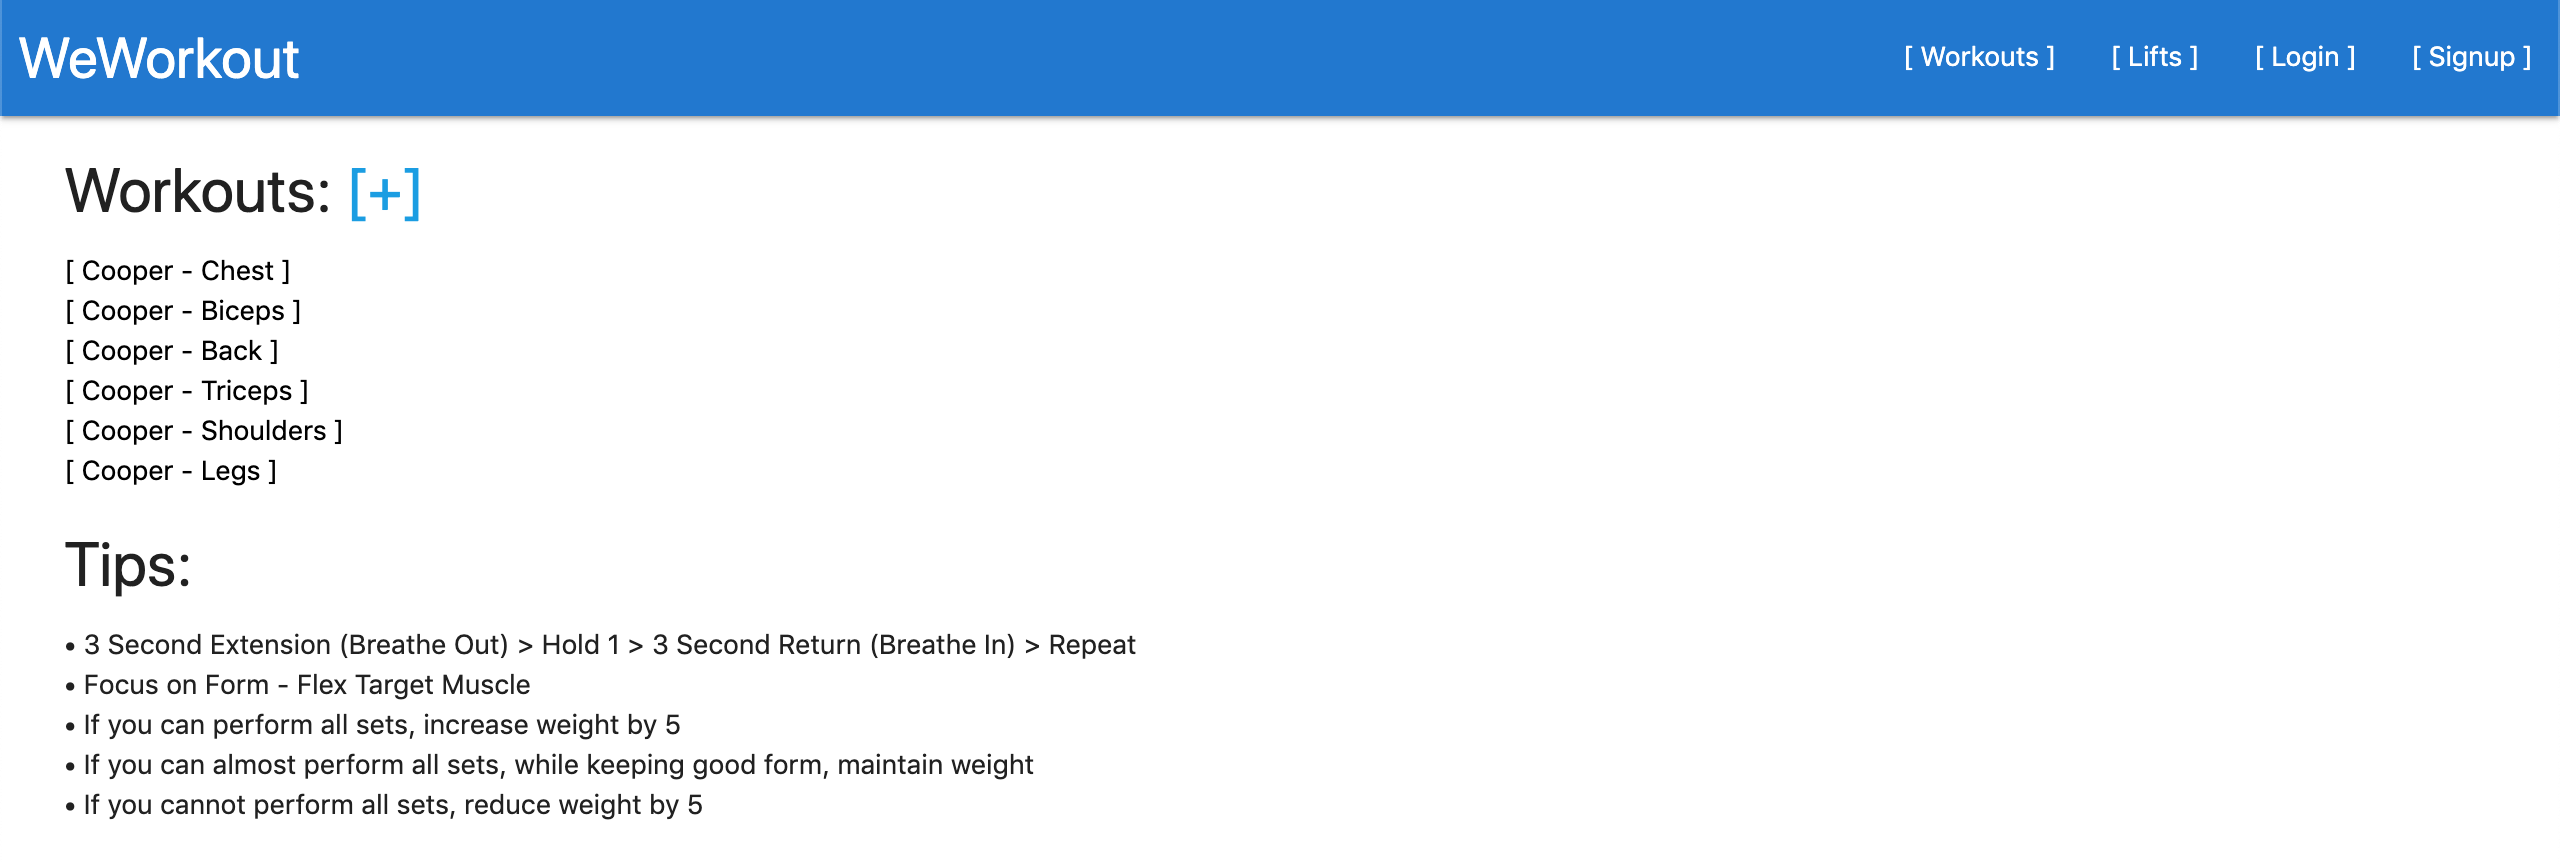 WeWorkout
[ Workouts ] [ Lifts ] [ Login ] [ Signup ]
Workouts: [+]
[ Cooper - Chest ]
[ Cooper - Biceps ]
[ Cooper - Back ]
[ Cooper - Triceps ]
[ Cooper - Shoulders ]
[ Cooper - Legs ]
Tips:
• 3 Second Extension (Breathe Out) > Hold 1 > 3 Second Return (Breathe In) > Repeat
• Focus on Form - Flex Target Muscle
• If you can perform all sets, increase weight by 5
• If you can almost perform all sets, while keeping good form, maintain weight
• If you cannot perform all sets, reduce weight by 5